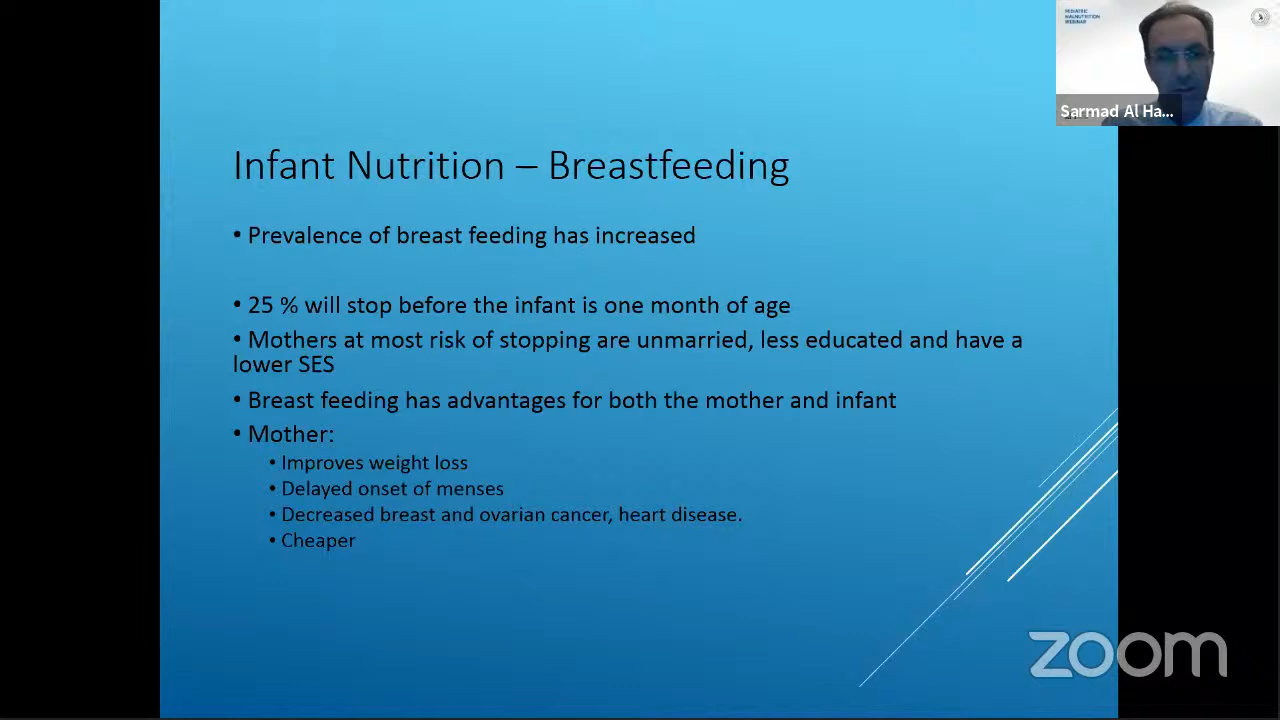 PEDIATRIC
MALNUTRITION
WEBINAR
Sarmad Al Ha...
Infant Nutrition – Breastfeeding
• Prevalence of breast feeding has increased
• 25 % will stop before the infant is one month of age
• Mothers at most risk of stopping are unmarried, less educated and have a
lower SES
• Breast feeding has advantages for both the mother and infant
• Mother:
• Improves weight loss
• Delayed onset of menses
• Decreased breast and ovarian cancer, heart disease.
• Cheaper
zoom